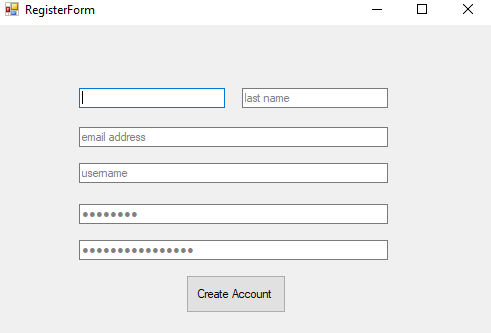 RegisterForm
last name
email address
username
●●●●●●●●
●●●●●●●●●●●●●●●●
Create Account